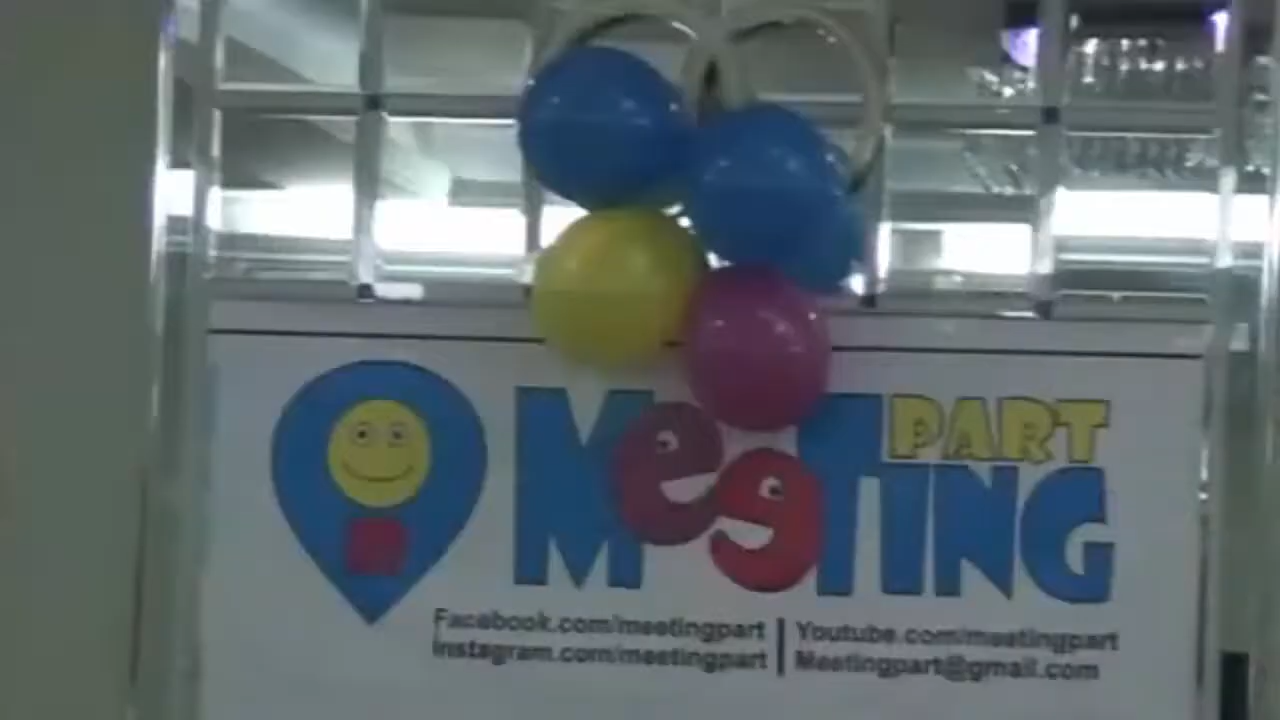 MeeTING
PART
Facebook.com/meetingpart | Youtube.com/meetingpart
Instagram.com/meetingpart | Meetingpart@gmail.com